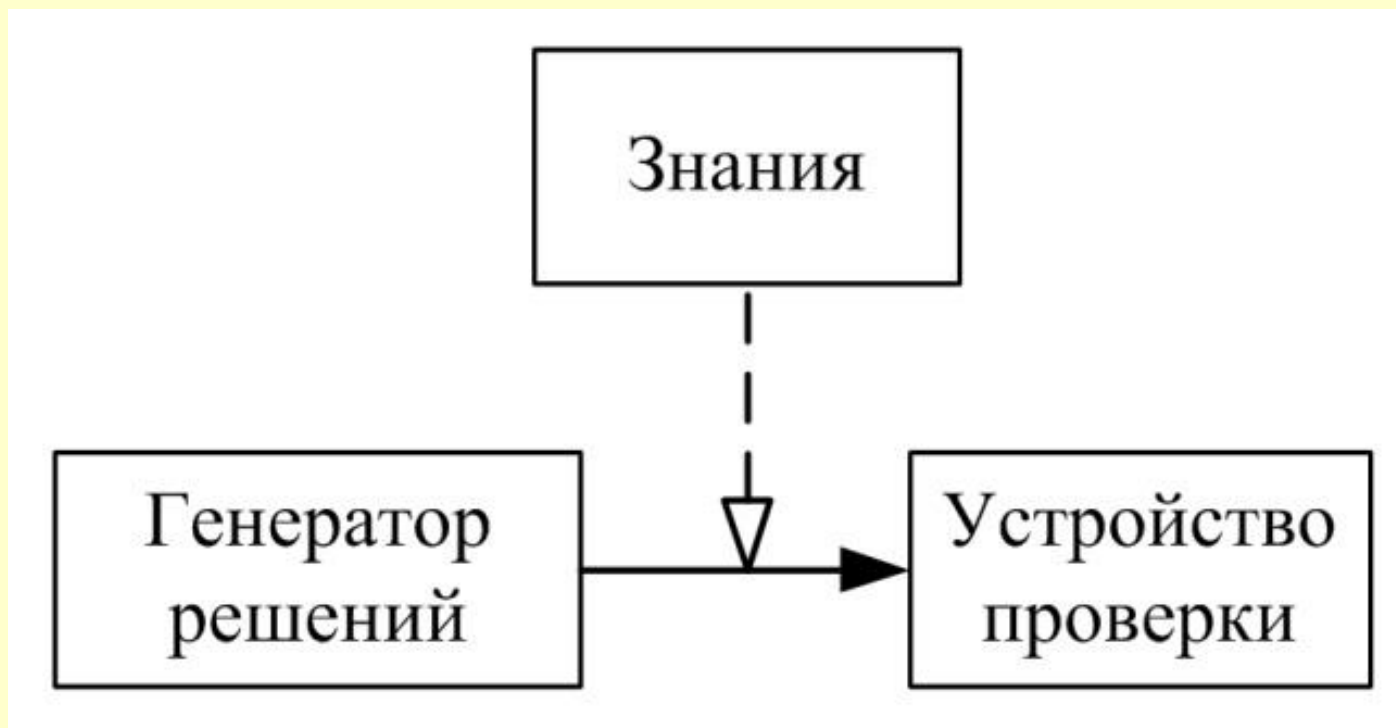 Знания
Генератор
решений
Устройство
проверки